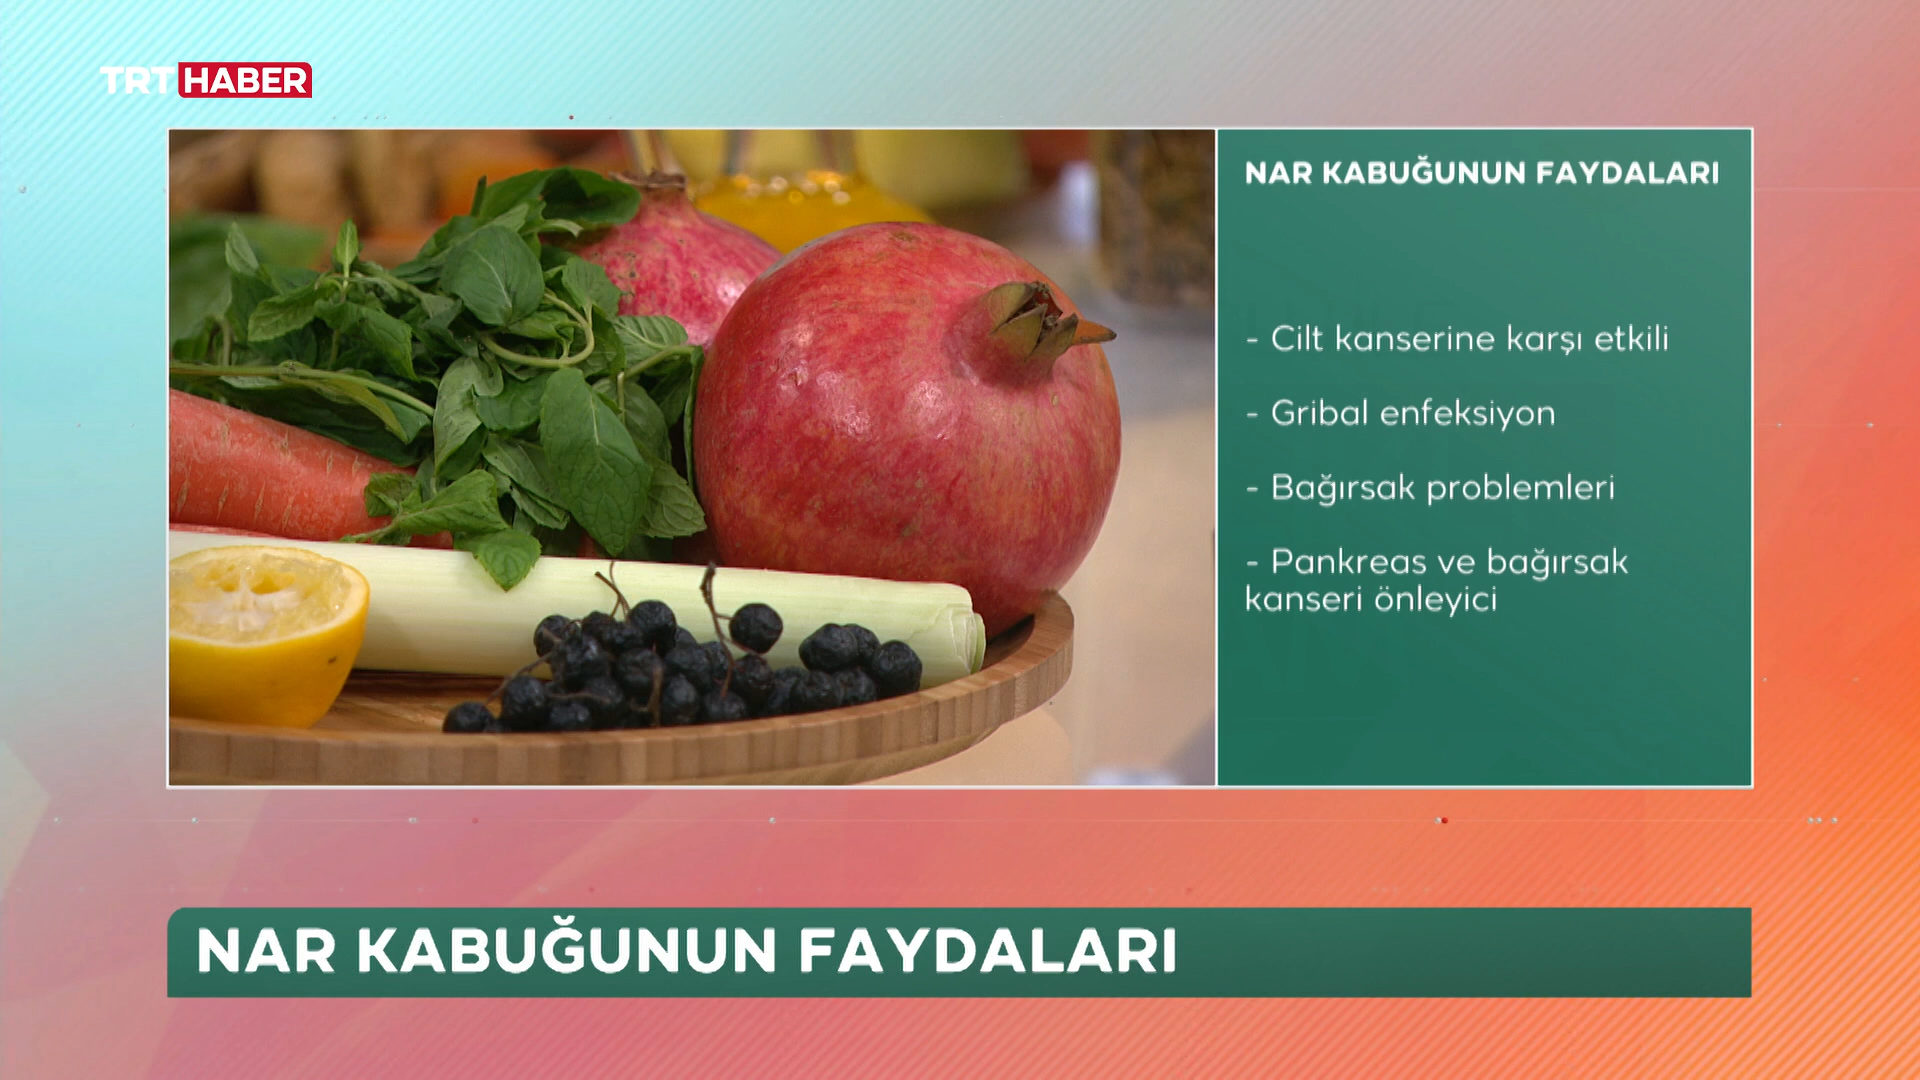 TRT HABER
NAR KABUĞUNUN FAYDALARI
- Cilt kanserine karşı etkili
- Gribal enfeksiyon
- Bağırsak problemleri
- Pankreas ve bağırsak
kanseri önleyici
NAR KABUĞUNUN FAYDALARI